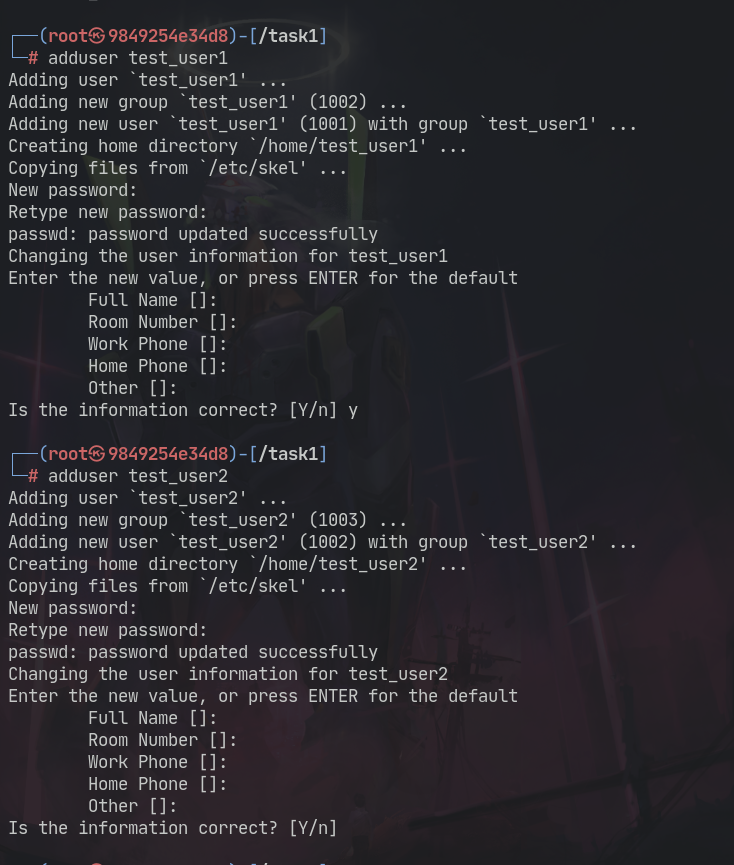 ┌──(root㉿9849254e34d8)-[/task1]
└─# adduser test_user1
Adding user `test_user1' ...
Adding new group `test_user1' (1002) ...
Adding new user `test_user1' (1001) with group `test_user1' ...
Creating home directory `/home/test_user1' ...
Copying files from `/etc/skel' ...
New password:
Retype new password:
passwd: password updated successfully
Changing the user information for test_user1
Enter the new value, or press ENTER for the default
        Full Name []:
        Room Number []:
        Work Phone []:
        Home Phone []:
        Other []:
Is the information correct? [Y/n] y
┌──(root㉿9849254e34d8)-[/task1]
└─# adduser test_user2
Adding user `test_user2' ...
Adding new group `test_user2' (1003) ...
Adding new user `test_user2' (1002) with group `test_user2' ...
Creating home directory `/home/test_user2' ...
Copying files from `/etc/skel' ...
New password:
Retype new password:
passwd: password updated successfully
Changing the user information for test_user2
Enter the new value, or press ENTER for the default
        Full Name []:
        Room Number []:
        Work Phone []:
        Home Phone []:
        Other []:
Is the information correct? [Y/n]